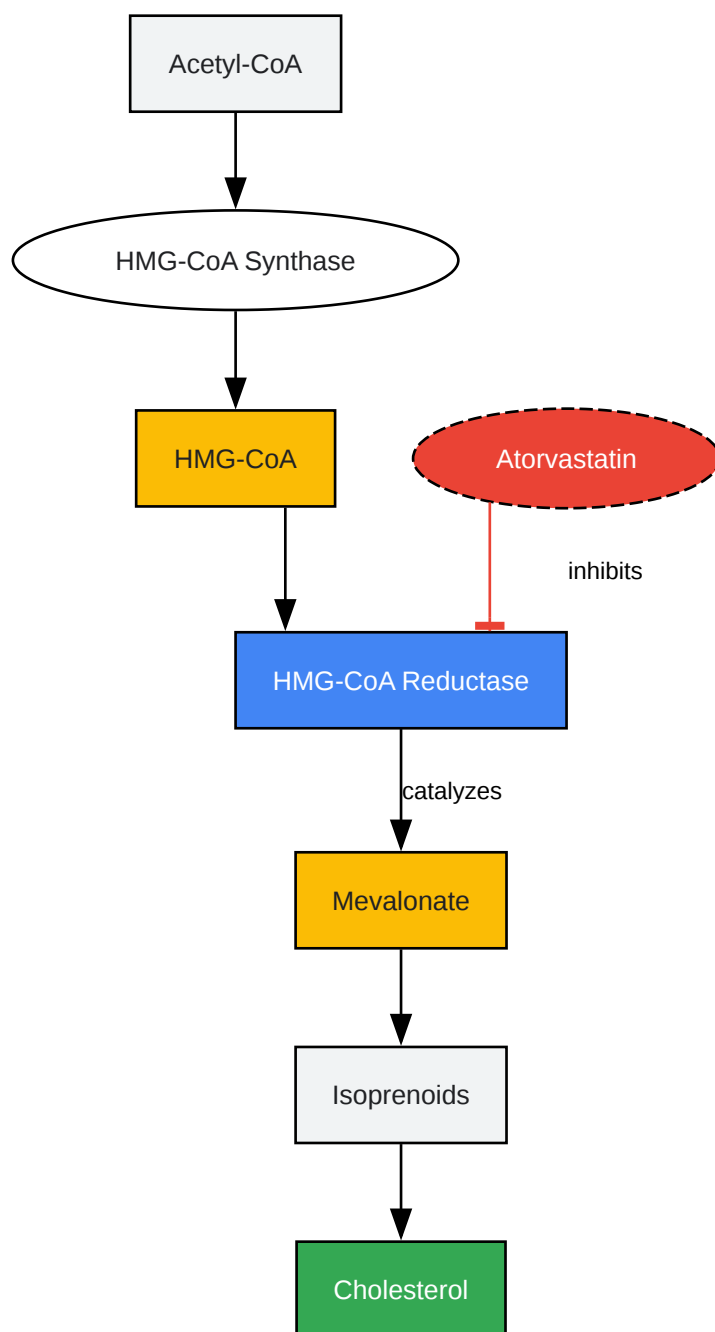 Acetyl-CoA
HMG-CoA Synthase
HMG-CoA
Atorvastatin
inhibits
HMG-CoA Reductase
catalyzes
Mevalonate
Isoprenoids
Cholesterol